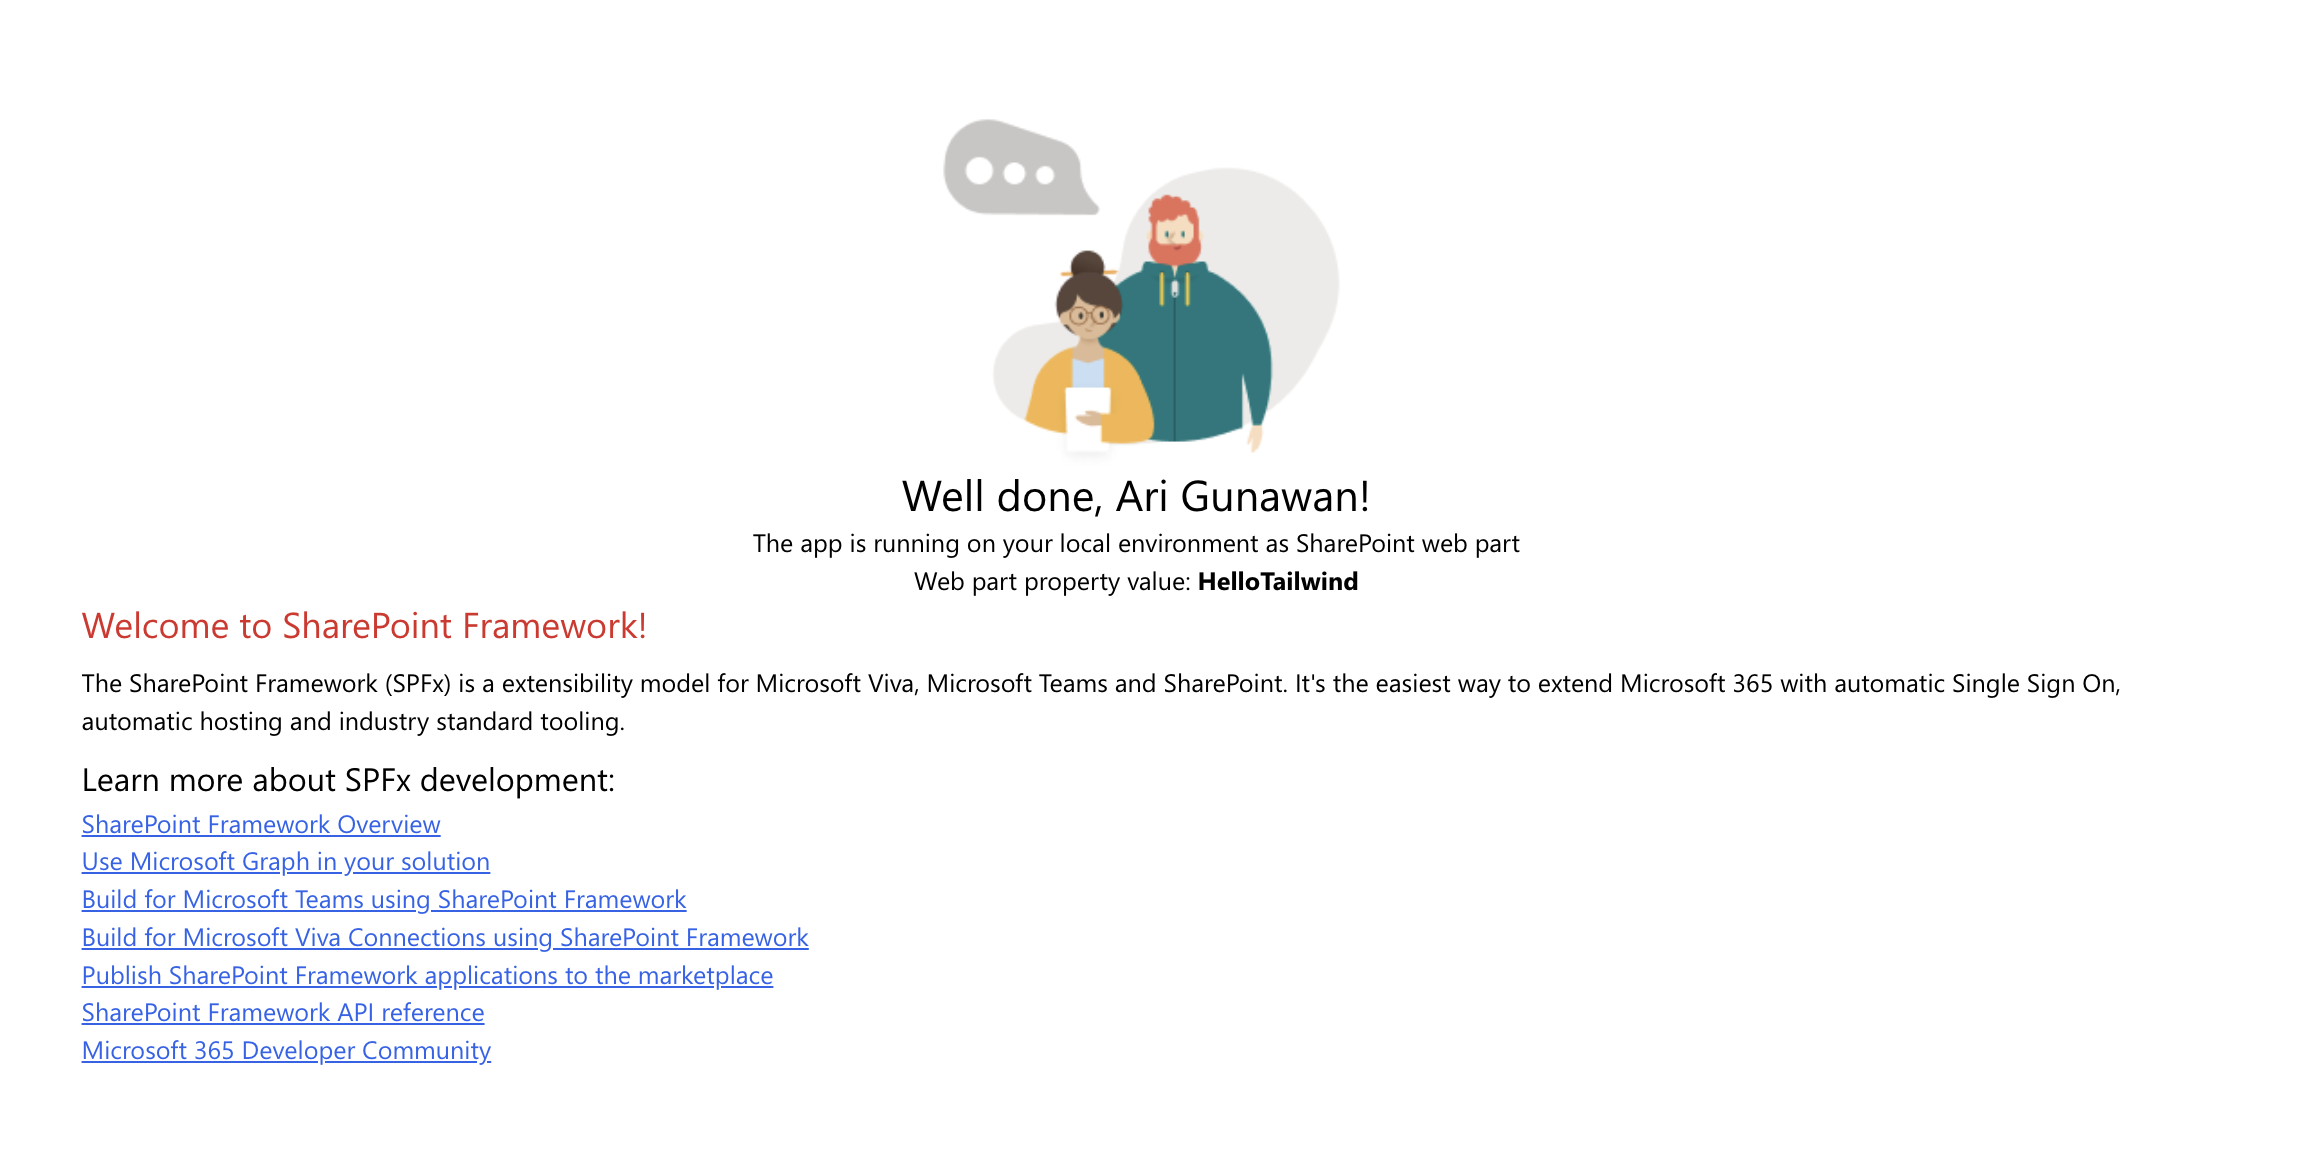 Well done, Ari Gunawan!
The app is running on your local environment as SharePoint web part
Web part property value: HelloTailwind
Welcome to SharePoint Framework!
The SharePoint Framework (SPFx) is a extensibility model for Microsoft Viva, Microsoft Teams and SharePoint. It's the easiest way to extend Microsoft 365 with automatic Single Sign On,
automatic hosting and industry standard tooling.
Learn more about SPFx development:
SharePoint Framework Overview
Use Microsoft Graph in your solution
Build for Microsoft Teams using SharePoint Framework
Build for Microsoft Viva Connections using SharePoint Framework
Publish SharePoint Framework applications to the marketplace
SharePoint Framework API reference
Microsoft 365 Developer Community